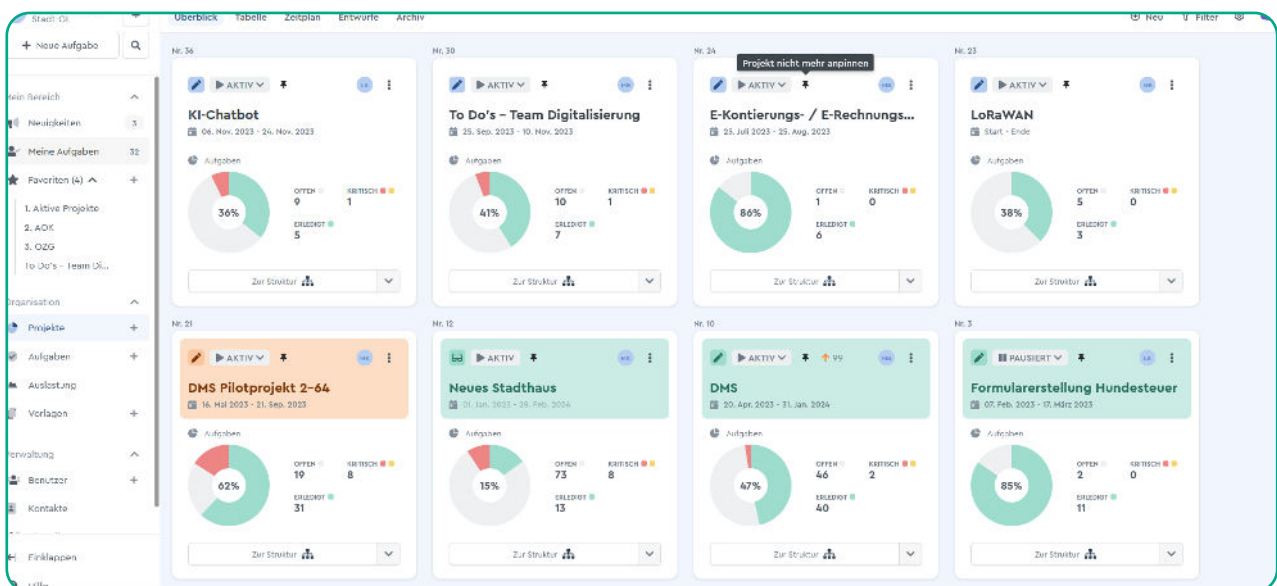 Stadt GL
Überblick Tabelle Zeitplan Entwürfe Archiv
Neu Filter
+ Neue Aufgabe
Mein Bereich
Neuigkeiten 3
Meine Aufgaben 32
Favoriten (4) +
1. Aktive Projekte
2. AOK
3. OZG
To Do's - Team Di...
Organisation
Projekte +
Aufgaben +
Auslastung
Vorlagen +
Verwaltung
Benutzer +
Kontakte
Einklappen
Hilfe
Nr. 36
AKTIV
KI-Chatbot
06. Nov. 2023 - 24. Nov. 2023
Aufgaben
36%
OFFEN KRITISCH
9 1
ERLEDIGT
5
Zur Struktur
Nr. 30
AKTIV
To Do's – Team Digitalisierung
25. Sep. 2023 - 10. Nov. 2023
Aufgaben
41%
OFFEN KRITISCH
10 1
ERLEDIGT
7
Zur Struktur
Nr. 24
Projekt nicht mehr anpinnen
AKTIV
E-Kontierungs- / E-Rechnungs...
25. Juli 2023 - 25. Aug. 2023
Aufgaben
86%
OFFEN KRITISCH
1 0
ERLEDIGT
6
Zur Struktur
Nr. 23
AKTIV
LoRaWAN
Start - Ende
Aufgaben
38%
OFFEN KRITISCH
5 0
ERLEDIGT
3
Zur Struktur
Nr. 21
AKTIV
DMS Pilotprojekt 2-64
16. Mai 2023 - 21. Sep. 2023
Aufgaben
62%
OFFEN KRITISCH
19 8
ERLEDIGT
31
Zur Struktur
Nr. 12
AKTIV
Neues Stadthaus
01. Jan. 2023 - 29. Feb. 2024
Aufgaben
15%
OFFEN KRITISCH
73 8
ERLEDIGT
13
Zur Struktur
Nr. 10
AKTIV 99
DMS
20. Apr. 2023 - 31. Jan. 2024
Aufgaben
47%
OFFEN KRITISCH
46 2
ERLEDIGT
40
Zur Struktur
Nr. 3
PAUSIERT
Formularerstellung Hundesteuer
07. Feb. 2023 - 17. März 2023
Aufgaben
85%
OFFEN KRITISCH
2 0
ERLEDIGT
11
Zur Struktur